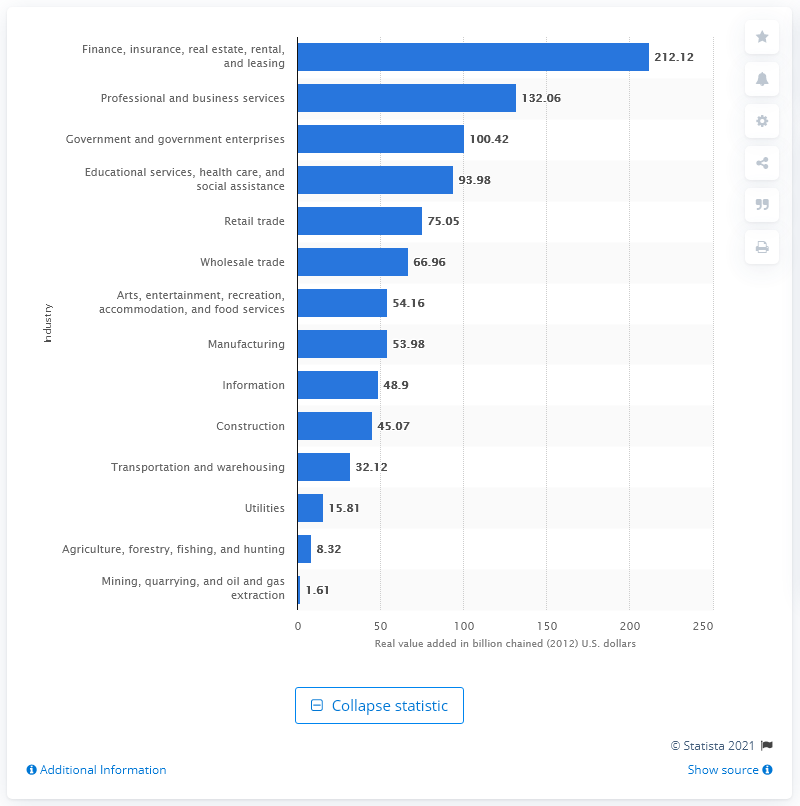 Finance, insurance, real estate, rental,
and leasing
212.12
Professional and business services
132.06
Government and government enterprises
100.42
Educational services, health care, and
social assistance
93.98
Retail trade
75.05
Wholesale trade
66.96
Arts, entertainment, recreation,
accommodation, and food services
54.16
Manufacturing
53.98
Information
48.9
Construction
45.07
Transportation and warehousing
32.12
Utilities
15.81
Agriculture, forestry, fishing, and hunting
8.32
Mining, quarrying, and oil and gas
extraction
1.61
Industry
0 50 100 150 200 250
Real value added in billion chained (2012) U.S. dollars
Collapse statistic
© Statista 2021
Additional Information
Show source